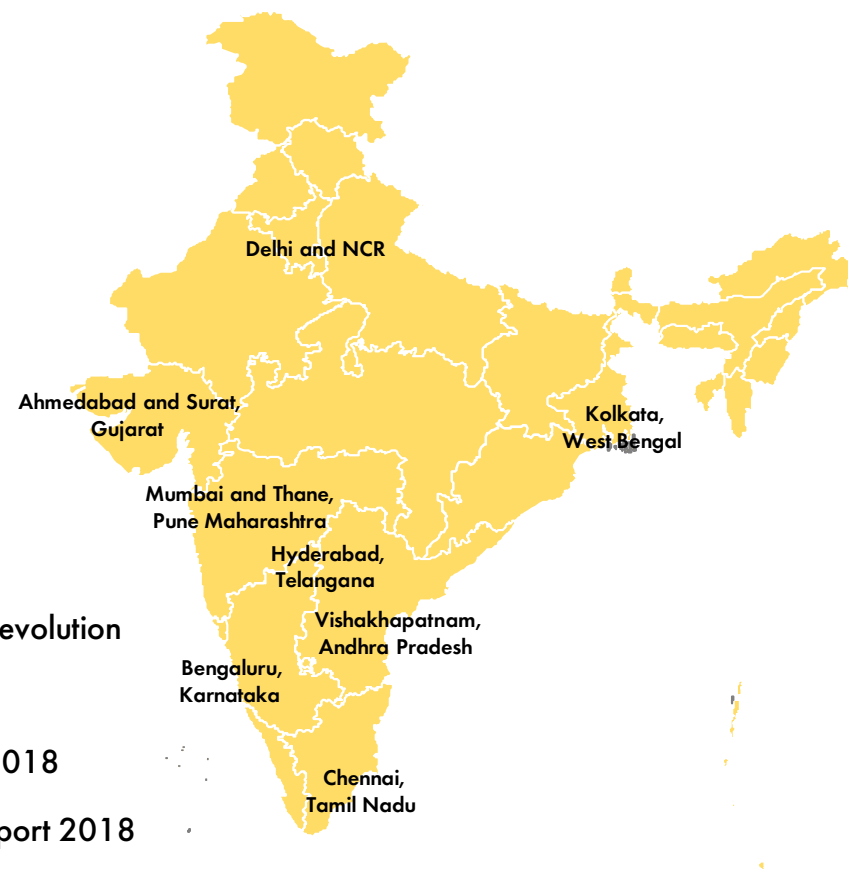 Delhi and NCR
Ahmedabad and Surat,
Gujarat
Kolkata,
West Bengal
Mumbai and Thane,
Pune Maharashtra
Hyderabad,
Telangana
Vishakhapatnam,
Andhra Pradesh
evolution
Bengaluru,
Karnataka
018
Chennai,
Tamil Nadu
port 2018